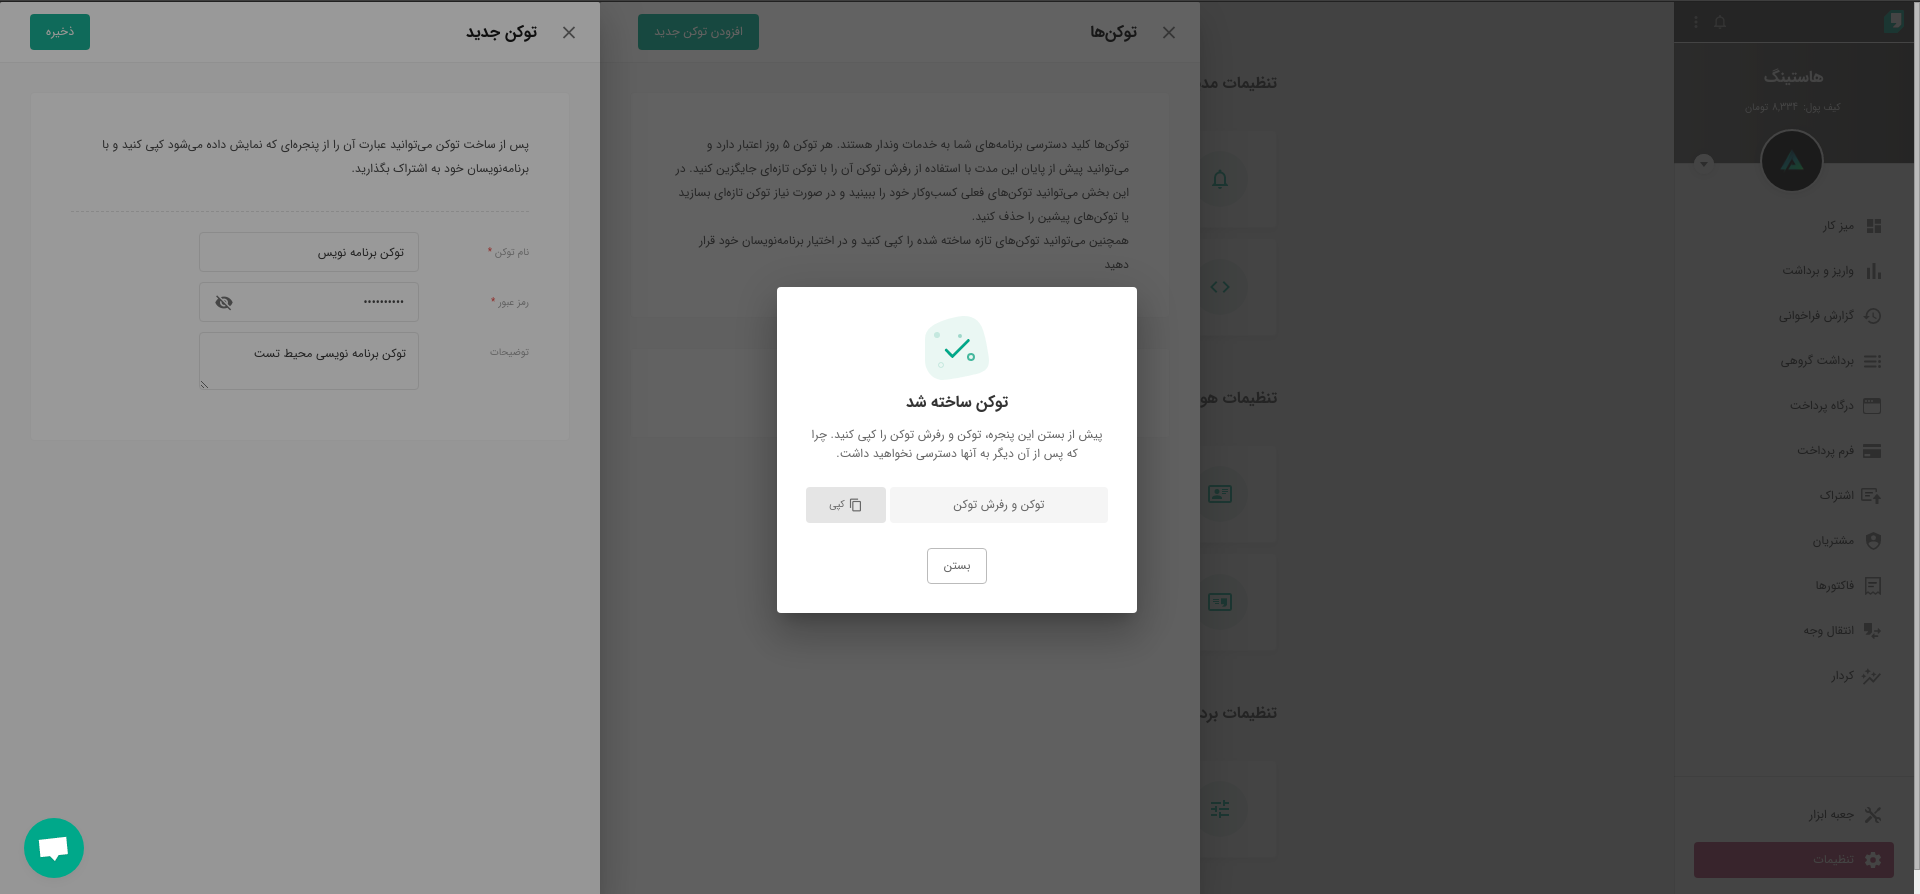 هاستینگ
کیف پول: ۸,۳۳۴ تومان
میز کار
واریز و برداشت
گزارش فراخوانی
برداشت گروهی
درگاه پرداخت
فرم پرداخت
اشتراک
مشتریان
فاکتورها
انتقال وجه
کردار
جعبه ابزار
تنظیمات
تنظیمات
تنظیمات
تنظیمات
توکن‌ها
افزودن توکن جدید
توکن‌ها کلید دسترسی برنامه‌های شما به خدمات وندار هستند. هر توکن ۵ روز اعتبار دارد و
می‌توانید پیش از پایان این مدت با استفاده از رفرش توکن آن را با توکن تازه‌ای جایگزین کنید. در
این بخش می‌توانید توکن‌های فعلی کسب‌وکار خود را ببینید و در صورت نیاز توکن تازه‌ای بسازید
یا توکن‌های پیشین را حذف کنید.
همچنین می‌توانید توکن‌های تازه ساخته شده را کپی کنید و در اختیار برنامه‌نویسان خود قرار
دهید
توکن جدید
ذخیره
پس از ساخت توکن می‌توانید عبارت آن را از پنجره‌ای که نمایش داده می‌شود کپی کنید و با
برنامه‌نویسان خود به اشتراک بگذارید.
نام توکن *
توکن برنامه نویس
رمز عبور *
توضیحات
توکن برنامه نویسی محیط تست
توکن ساخته شد
پیش از بستن این پنجره، توکن و رفرش توکن را کپی کنید. چرا
که پس از آن دیگر به آنها دسترسی نخواهید داشت.
توکن و رفرش توکن
کپی
بستن